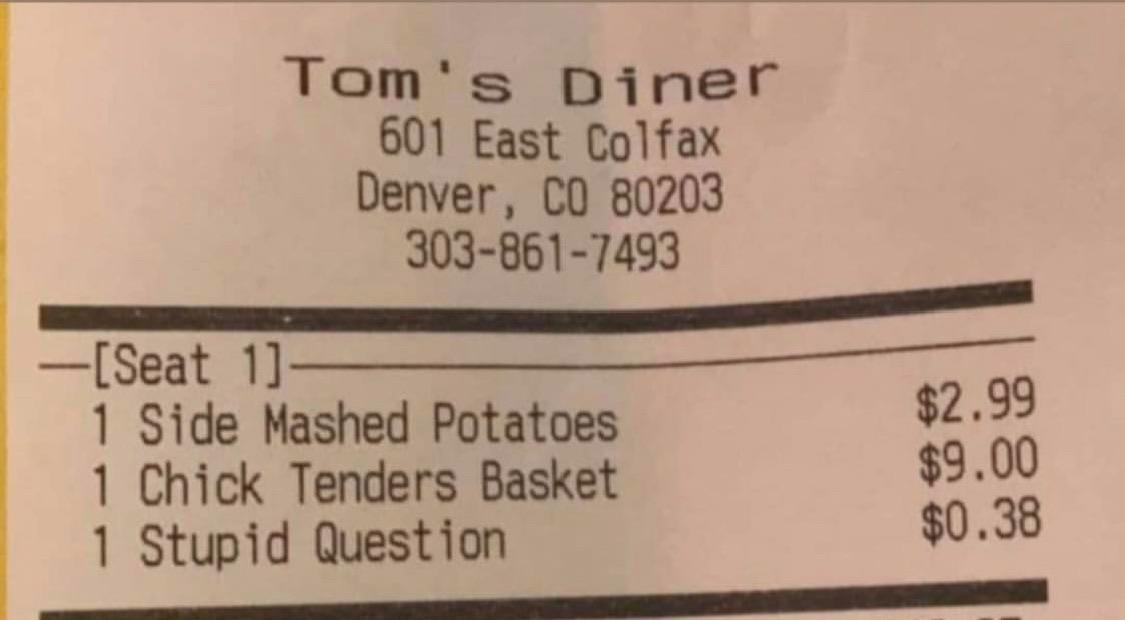 Tom's Diner
601 East Colfax
Denver, CO 80203
303-861-7493
[Seat 1]
1 Side Mashed Potatoes $2.99
1 Chick Tenders Basket $9.00
1 Stupid Question $0.38